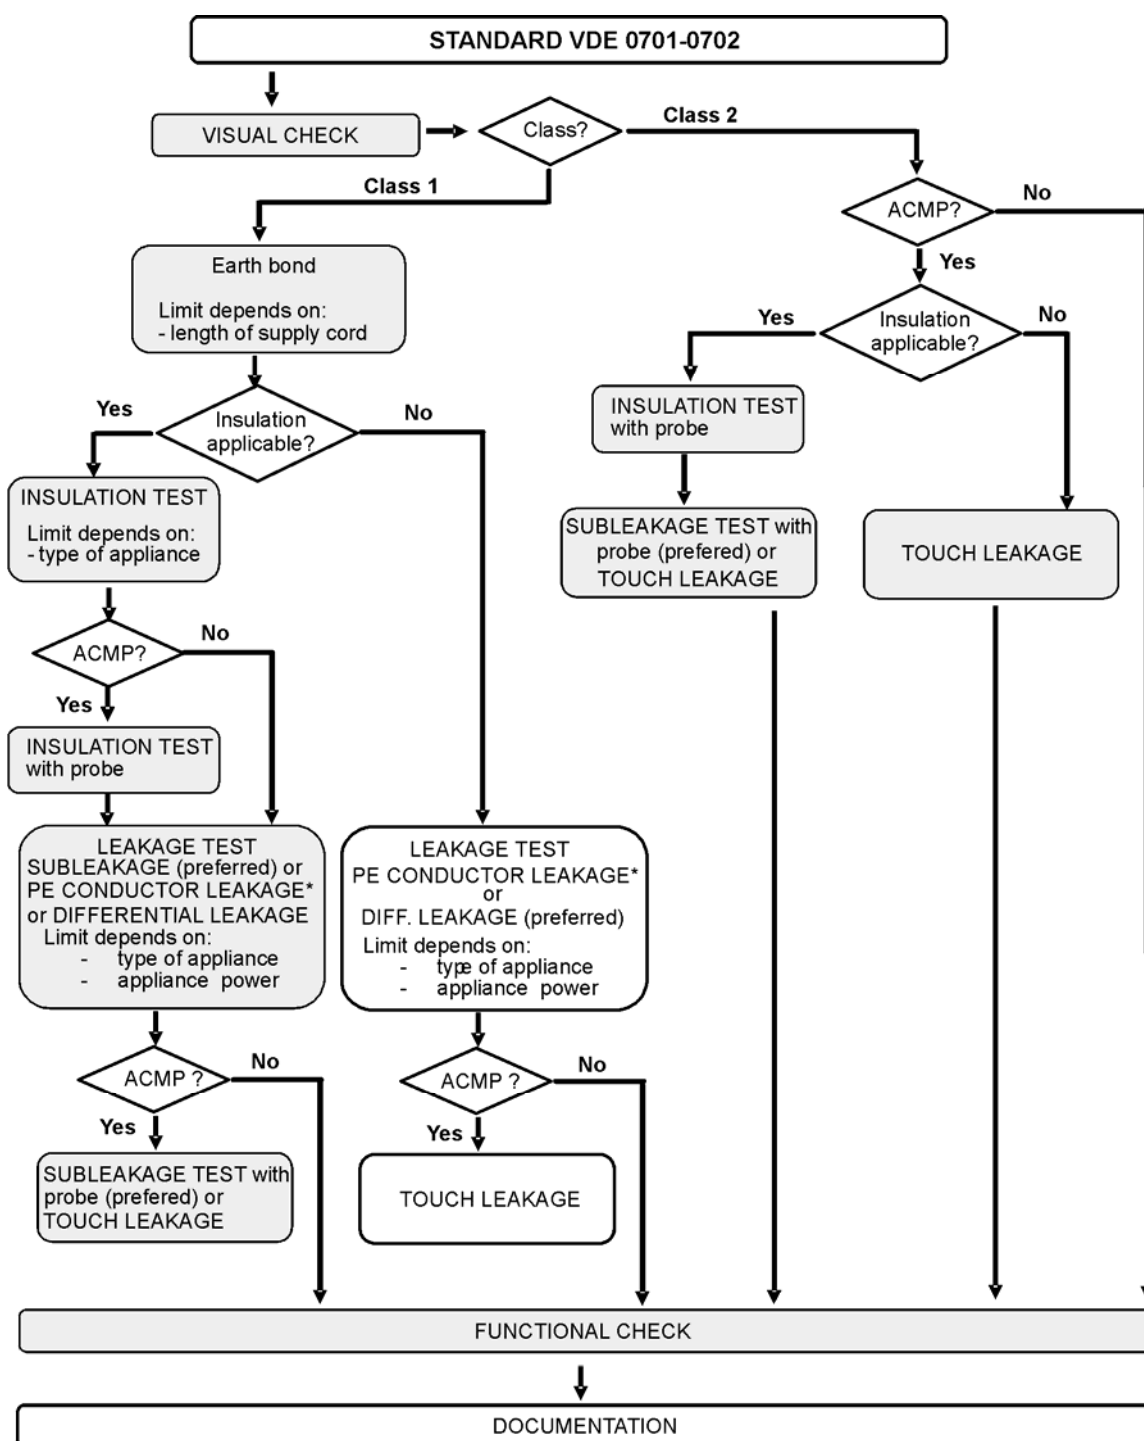 STANDARD VDE 0701-0702
VISUAL CHECK
Class?
Class 2
Class 1
ACMP?
No
Yes
Earth bond
Limit depends on:
- length of supply cord
Insulation
applicable?
Yes
No
INSULATION TEST
with probe
SUBLEAKAGE TEST with
probe (prefered) or
TOUCH LEAKAGE
TOUCH LEAKAGE
Yes
No
Insulation
applicable?
INSULATION TEST
Limit depends on:
- type of appliance
ACMP?
No
Yes
INSULATION TEST
with probe
LEAKAGE TEST
SUBLEAKAGE (preferred) or
PE CONDUCTOR LEAKAGE*
or DIFFERENTIAL LEAKAGE
Limit depends on:
- type of appliance
- appliance power
LEAKAGE TEST
PE CONDUCTOR LEAKAGE*
or
DIFF. LEAKAGE (preferred)
Limit depends on:
- type of appliance
- appliance power
ACMP ?
No
Yes
SUBLEAKAGE TEST with
probe (prefered) or
TOUCH LEAKAGE
ACMP ?
No
Yes
TOUCH LEAKAGE
FUNCTIONAL CHECK
DOCUMENTATION